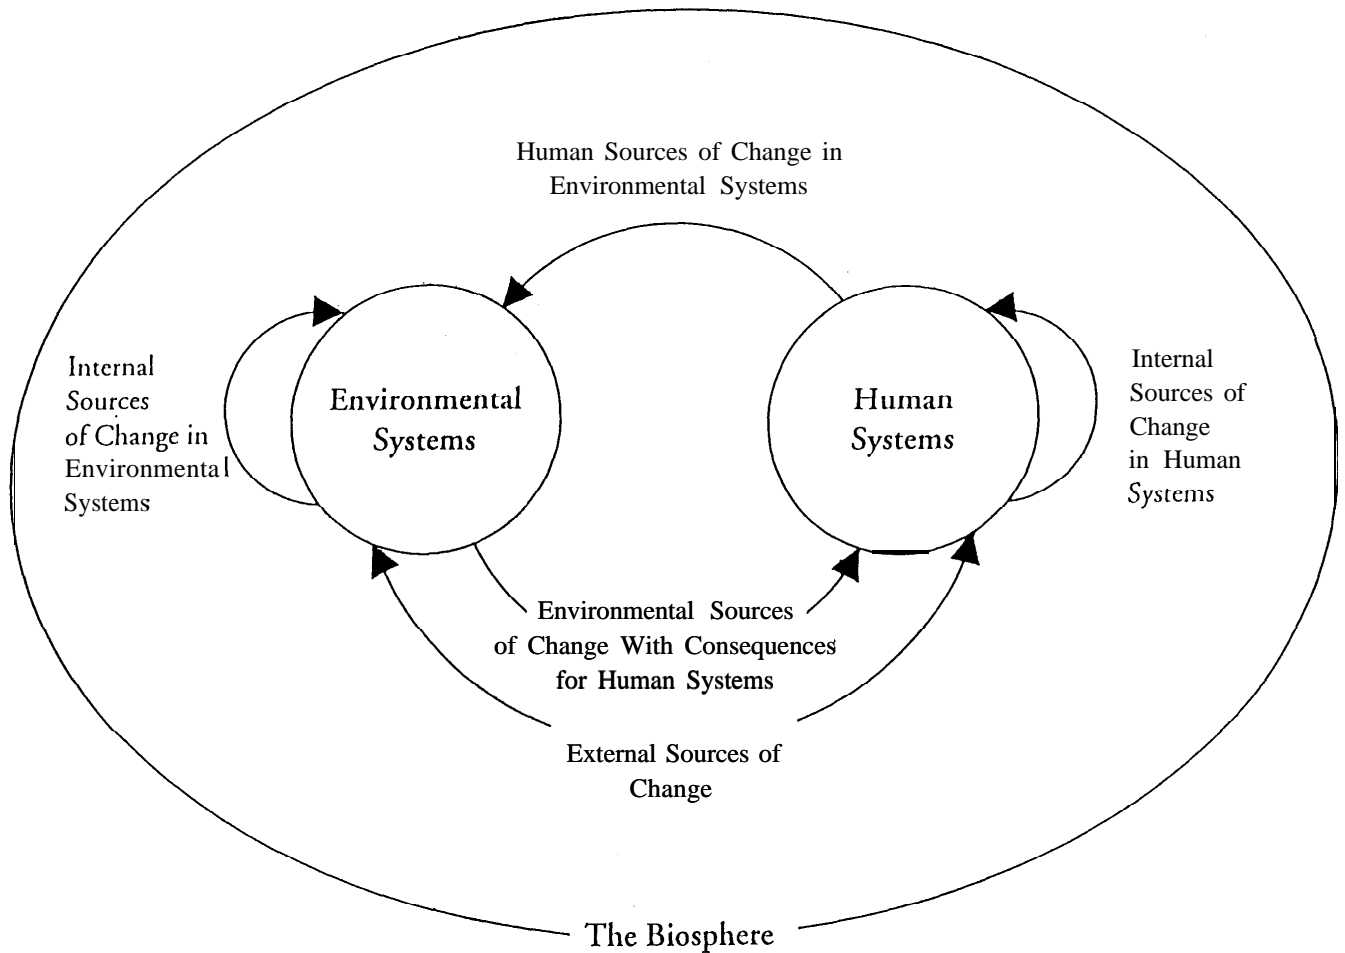 Human Sources of Change in
Environmental Systems
Internal
Sources
of Change in
Environmental
Systems
Environmental
Systems
Human
Systems
Internal
Sources of
Change
in Human
Systems
Environmental Sources
of Change With Consequences
for Human Systems
External Sources of
Change
The Biosphere